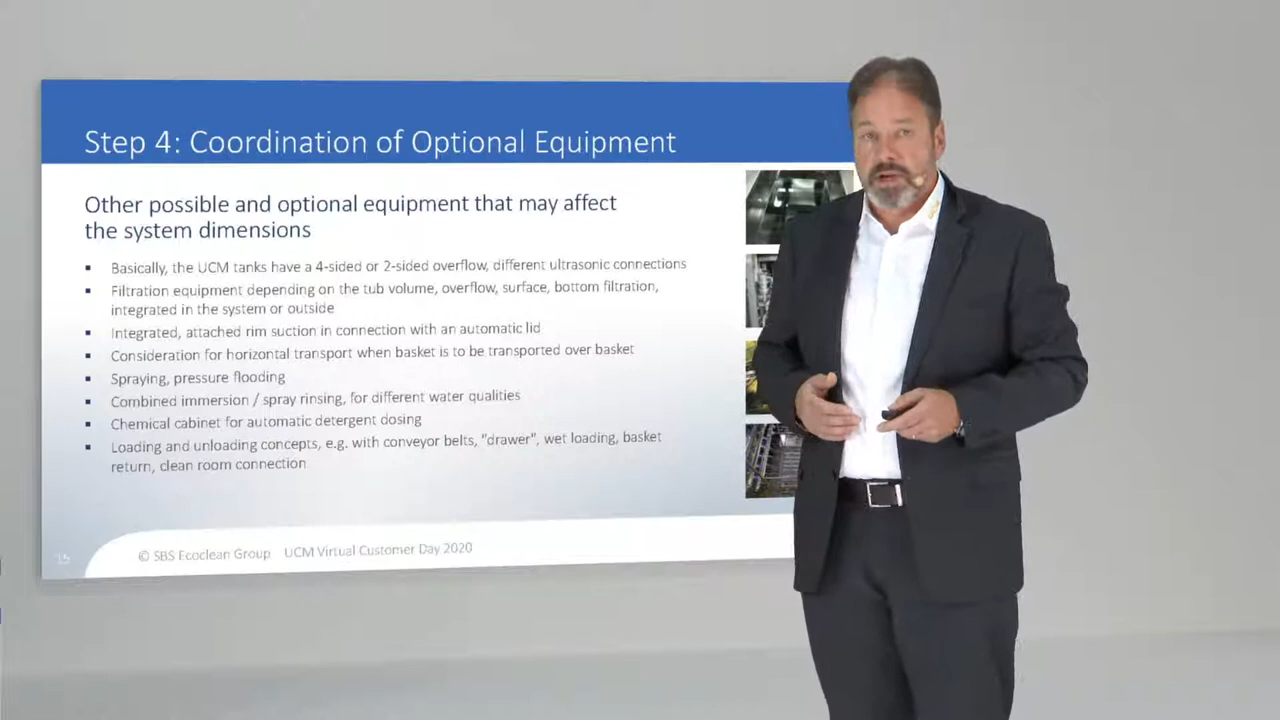 Step 4: Coordination of Optional Equipment
Other possible and optional equipment that may affect
the system dimensions
▪ Basically, the UCM tanks have a 4-sided or 2-sided overflow, different ultrasonic connections
▪ Filtration equipment depending on the tub volume, overflow, surface, bottom filtration,
integrated in the system or outside
▪ Integrated, attached rim suction in connection with an automatic lid
▪ Consideration for horizontal transport when basket is to be transported over basket
▪ Spraying, pressure flooding
▪ Combined immersion / spray rinsing, for different water qualities
▪ Chemical cabinet for automatic detergent dosing
▪ Loading and unloading concepts, e.g. with conveyor belts, "drawer", wet loading, basket
return, clean room connection
15 © SBS Ecoclean Group UCM Virtual Customer Day 2020